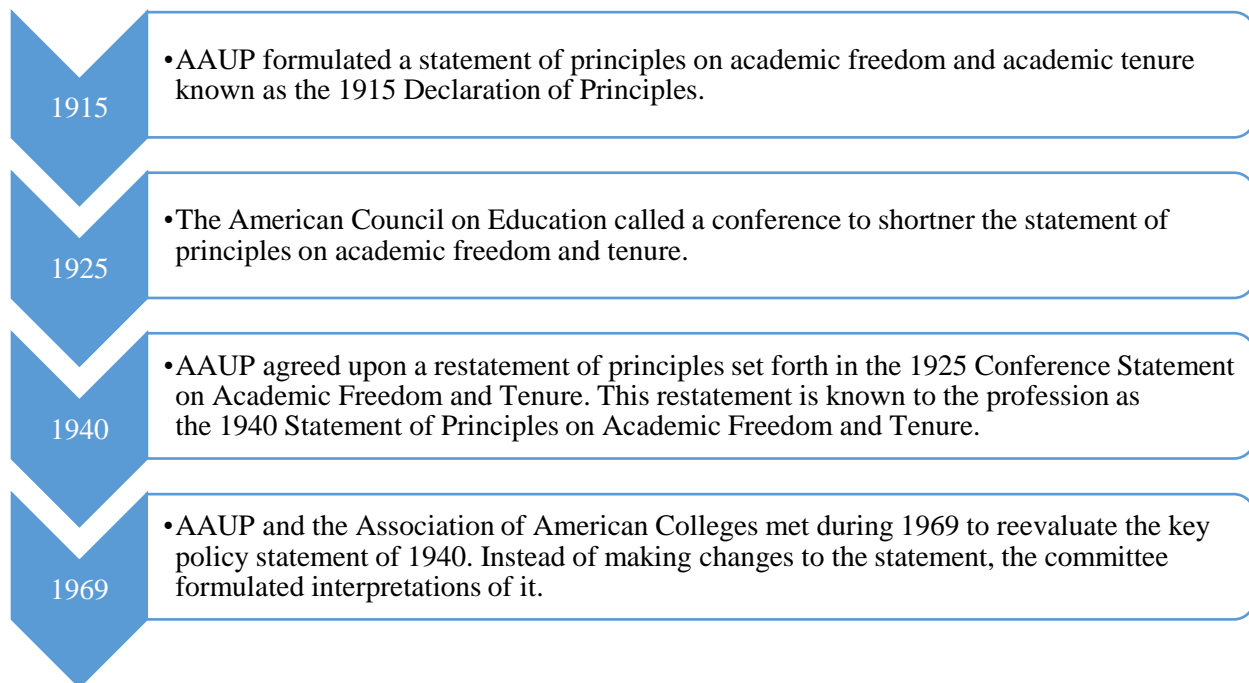 1915
•AAUP formulated a statement of principles on academic freedom and academic tenure
known as the 1915 Declaration of Principles.
1925
•The American Council on Education called a conference to shortner the statement of
principles on academic freedom and tenure.
1940
•AAUP agreed upon a restatement of principles set forth in the 1925 Conference Statement
on Academic Freedom and Tenure. This restatement is known to the profession as
the 1940 Statement of Principles on Academic Freedom and Tenure.
1969
•AAUP and the Association of American Colleges met during 1969 to reevaluate the key
policy statement of 1940. Instead of making changes to the statement, the committee
formulated interpretations of it.